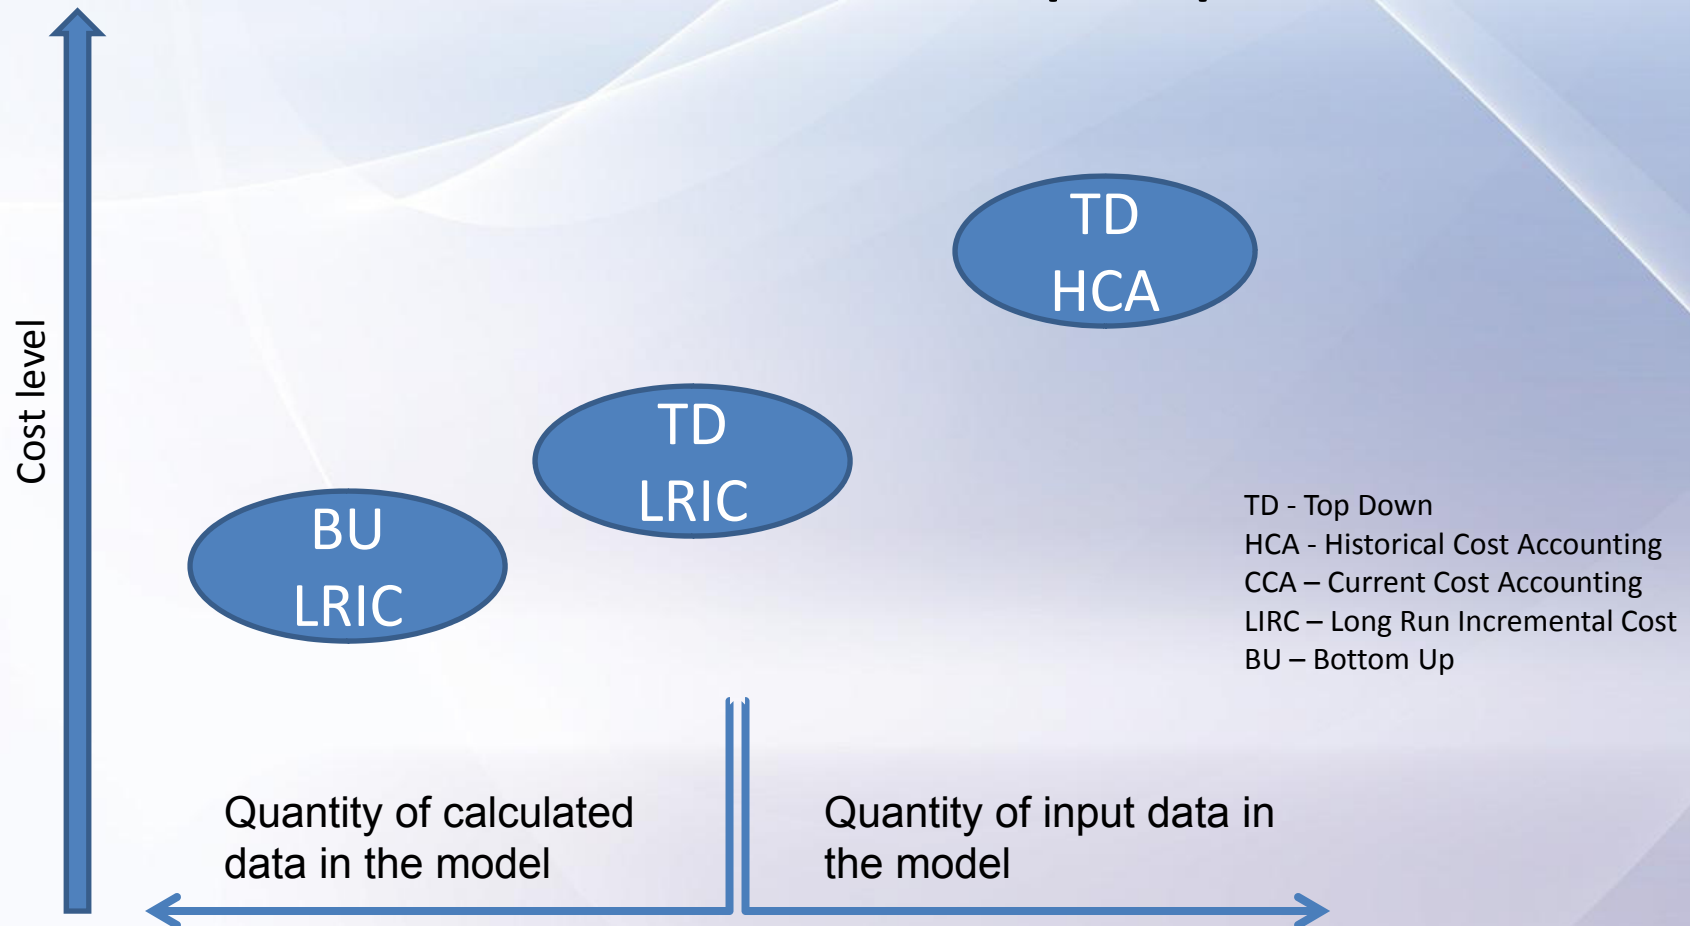 TD
HCA
Cost level
TD
LRIC
BU
LRIC
TD - Top Down
HCA - Historical Cost Accounting
CCA – Current Cost Accounting
LIRC – Long Run Incremental Cost
BU – Bottom Up
Quantity of calculated
data in the model
Quantity of input data in
the model